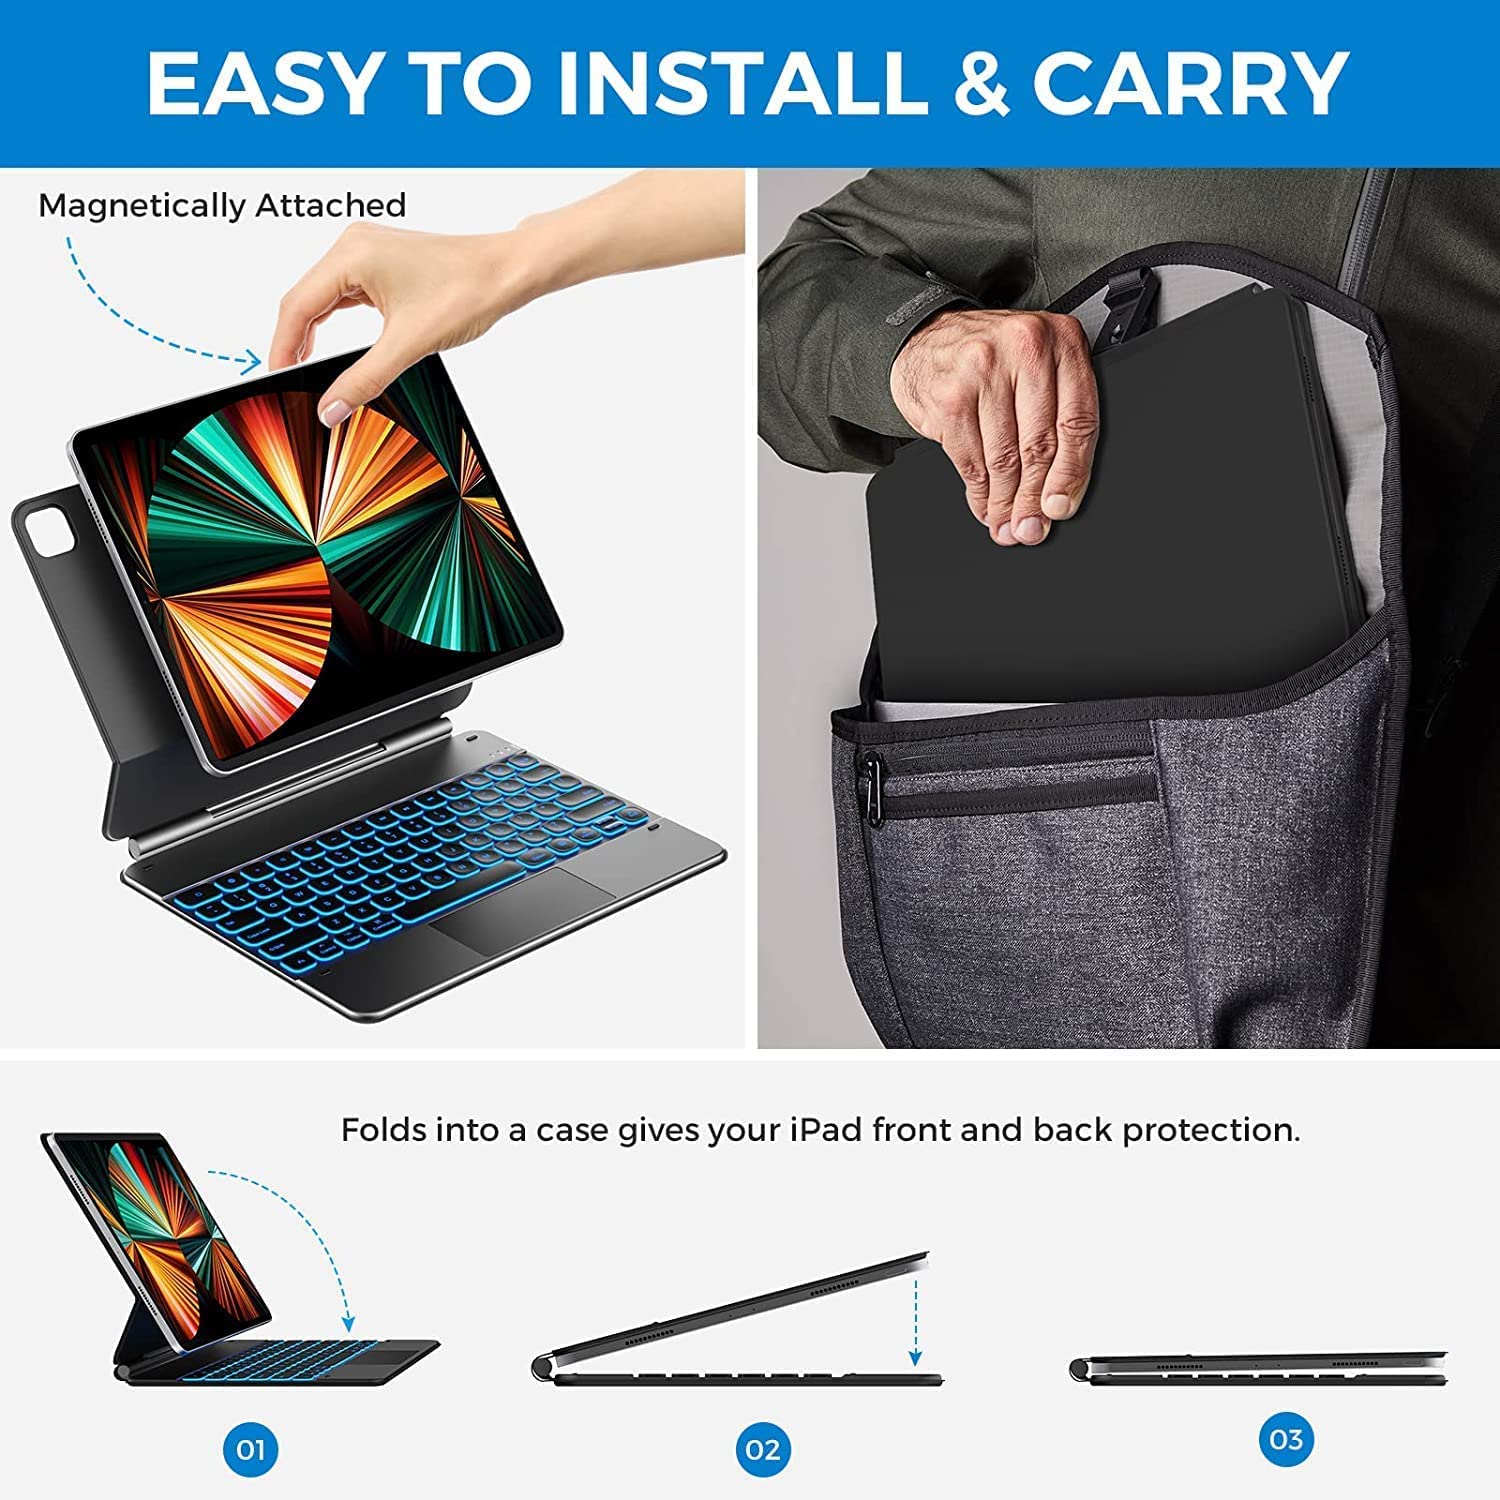 EASY TO INSTALL & CARRY
Magnetically Attached
Folds into a case gives your iPad front and back protection.
01
02
03